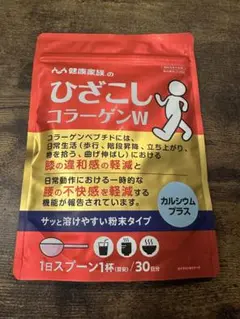 健康家族の
ひざこし
コラーゲンW
コラーゲンペプチドには、
日常生活(歩行、階段昇降、立ち上がり、
物を拾う、曲げ伸ばし)における
膝の違和感の軽減と
日常動作における一時的な
腰の不快感を軽減する
機能が報告されています。
カルシウム
プラス
サッと溶けやすい粉末タイプ
1日スプーン1杯(目安)/30日分